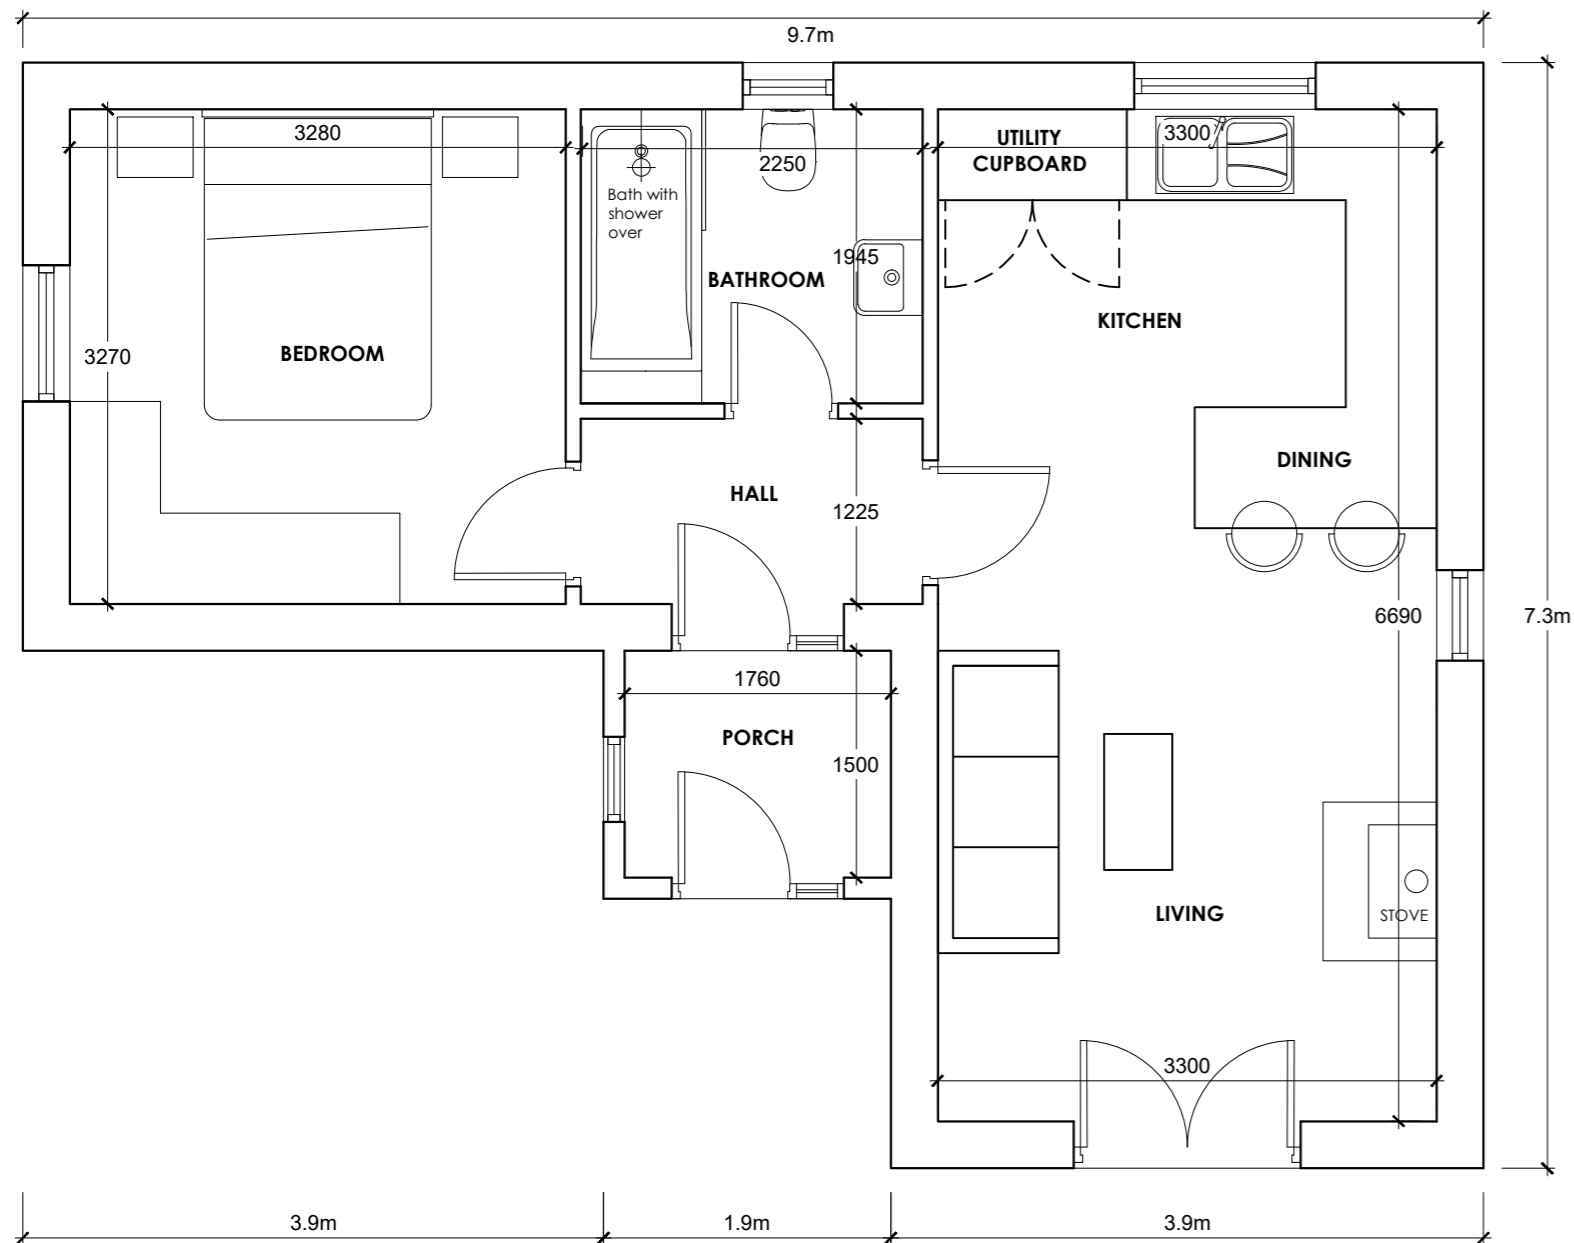 9.7m
3280
2250
UTILITY
CUPBOARD
3300
Bath with
shower
over
1945
BATHROOM
KITCHEN
3270
BEDROOM
DINING
HALL
1225
6690
7.3m
1760
PORCH
1500
LIVING
STOVE
3300
3.9m
1.9m
3.9m